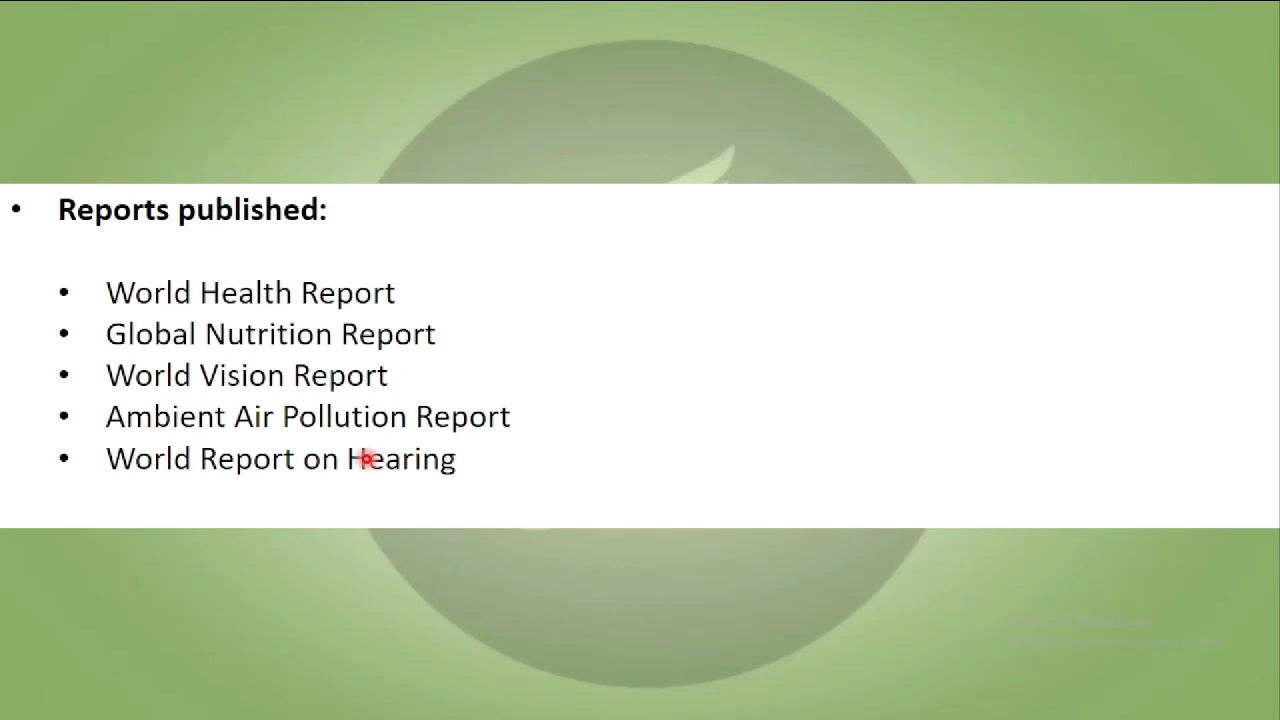 • Reports published:
• World Health Report
• Global Nutrition Report
• World Vision Report
• Ambient Air Pollution Report
• World Report on Hearing